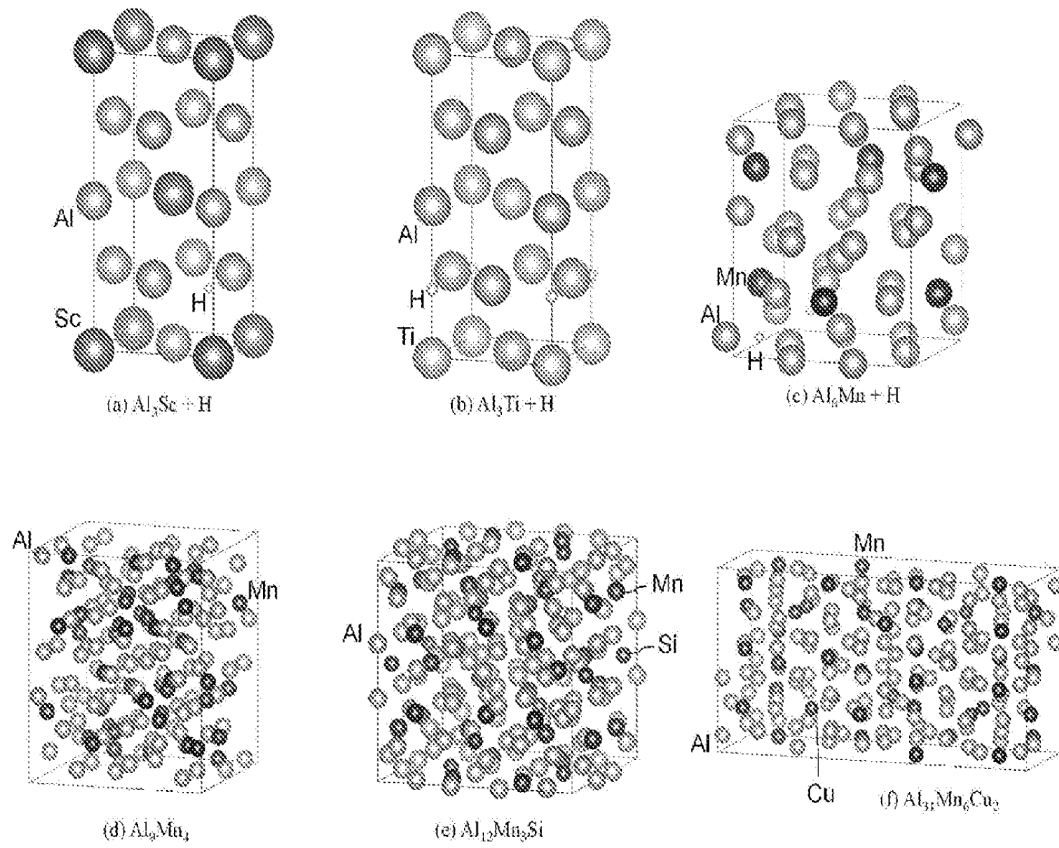 Al
H
Sc
(a) Al₃Sc + H
Al
H
Ti
(b) Al₃Ti + H
Mn
Al
H
(c) Al₆Mn + H
Al
Mn
(d)
Mn
Al
Si
(e) Al₁₂Mn₃Si
Mn
Al
Cu
(f) Al₃₁Mn₆Cu₂